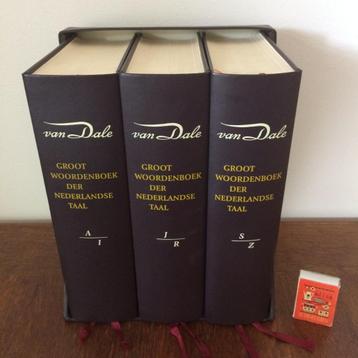 van Dale
GROOT
WOORDENBOEK
DER
NEDERLANDSE
TAAL
A
I
van Dale
GROOT
WOORDENBOEK
DER
NEDERLANDSE
TAAL
J
R
van Dale
GROOT
WOORDENBOEK
DER
NEDERLANDSE
TAAL
S
Z